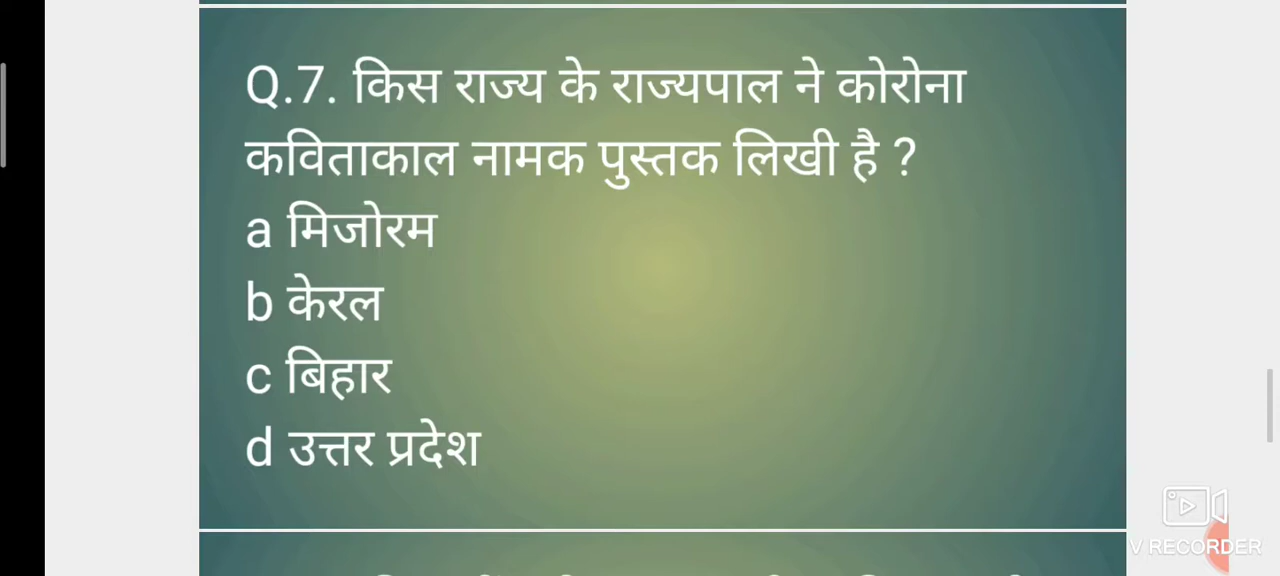 Q.7. किस राज्य के राज्यपाल ने कोरोना
कविताकाल नामक पुस्तक लिखी है ?
a मिजोरम
b केरल
c बिहार
d उत्तर प्रदेश
V RECORDER